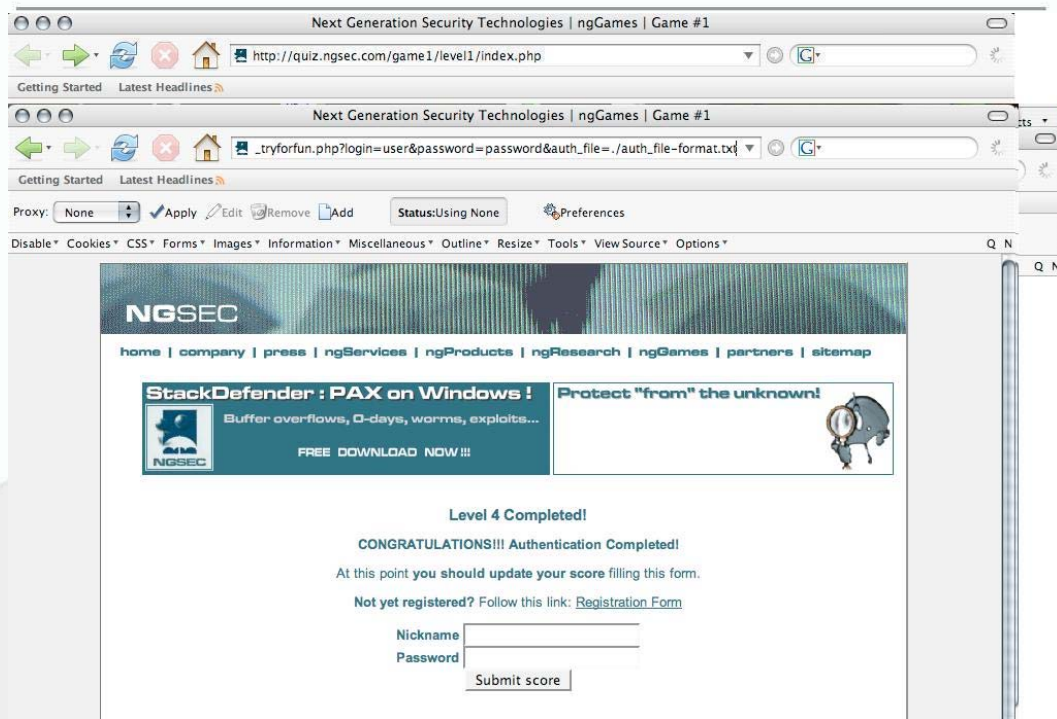 Next Generation Security Technologies | ngGames | Game #1
http://quiz.ngsec.com/game1/level1/index.php
G
Getting Started Latest Headlines
Next Generation Security Technologies | ngGames | Game #1
cts
_tryforfun.php?login=user&password=password&auth_file=./auth_file-format.txt
G
Getting Started Latest Headlines
Proxy: None Apply Edit Remove Add Status:Using None Preferences
Disable Cookies CSS Forms Images Information Miscellaneous Outline Resize Tools View Source Options Q N
Q N
NGSEC
home | company | press | ngServices | ngProducts | ngResearch | ngGames | partners | sitemap
StackDefender : PAX on Windows !
Buffer overflows, 0-days, worms, exploits...
FREE DOWNLOAD NOW !!!
NGSEC
Protect "from" the unknown!
Level 4 Completed!
CONGRATULATIONS!!! Authentication Completed!
At this point you should update your score filling this form.
Not yet registered? Follow this link: Registration Form
Nickname
Password
Submit score